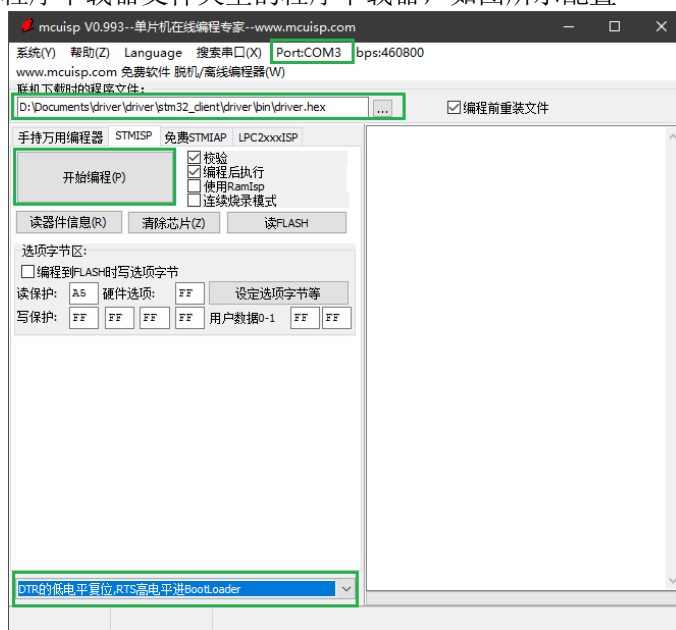 程序下载器文件夹里的程序下载器，如图所示配置
mcuisp V0.993--单片机在线编程专家--www.mcuisp.com
系统(Y) 帮助(Z) Language 搜索串口(X) Port:COM3 bps:460800
www.mcuisp.com 免费软件 脱机/离线编程器(W)
联机下载时的程序文件:
D:\Documents\driver\driver\stm32_client\driver\bin\driver.hex ... 编程前重装文件
手持万用编程器 STMISP 免费STMIAP LPC2xxxISP
开始编程(P)
校验
编程后执行
使用RamIsp
连续烧录模式
读器件信息(R) 清除芯片(Z) 读FLASH
选项字节区:
编程到FLASH时写选项字节
读保护: A5 硬件选项: FF 设定选项字节等
写保护: FF FF FF FF 用户数据0-1 FF FF
DTR的低电平复位,RTS高电平进BootLoader